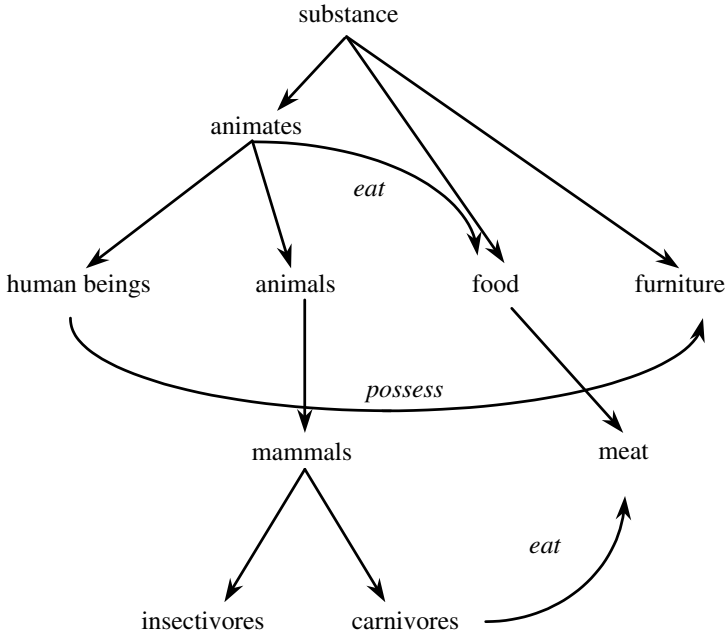 substance
animates
eat
human beings
animals
food
furniture
possess
mammals
meat
eat
insectivores
carnivores